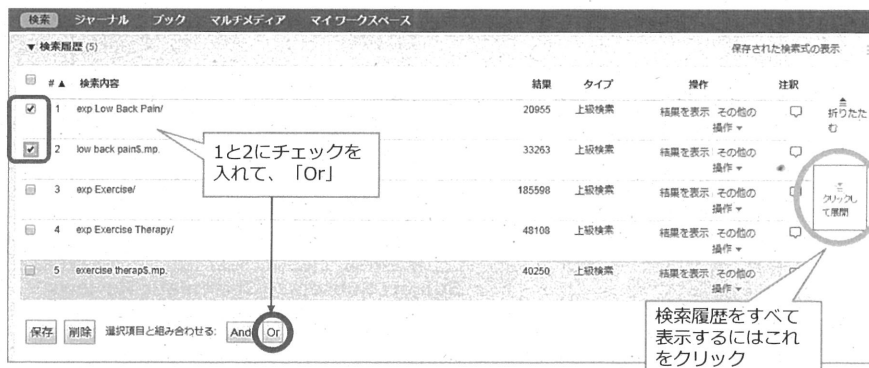 検索 ジャーナル ブック マルチメディア マイワークスペース
▼ 検索履歴 (5) 保存された検索式の表示
# ▲ 検索内容 結果 タイプ 操作 注釈
1 exp Low Back Pain/ 20955 上級検索 結果を表示 その他の
操作 ▼
折りたた
む
2 low back pain$.mp. 33263 上級検索 結果を表示 その他の
操作 ▼
1と2にチェックを
入れて、「Or」
3 exp Exercise/ 185598 上級検索 結果を表示 その他の
操作 ▼
クリックし
て展開
4 exp Exercise Therapy/ 48108 上級検索 結果を表示 その他の
操作 ▼
5 exercise therap$.mp. 40250 上級検索 結果を表示 その他の
操作 ▼
検索履歴をすべて
表示するにはこれ
をクリック
保存 削除 選択項目と組み合わせる: And Or